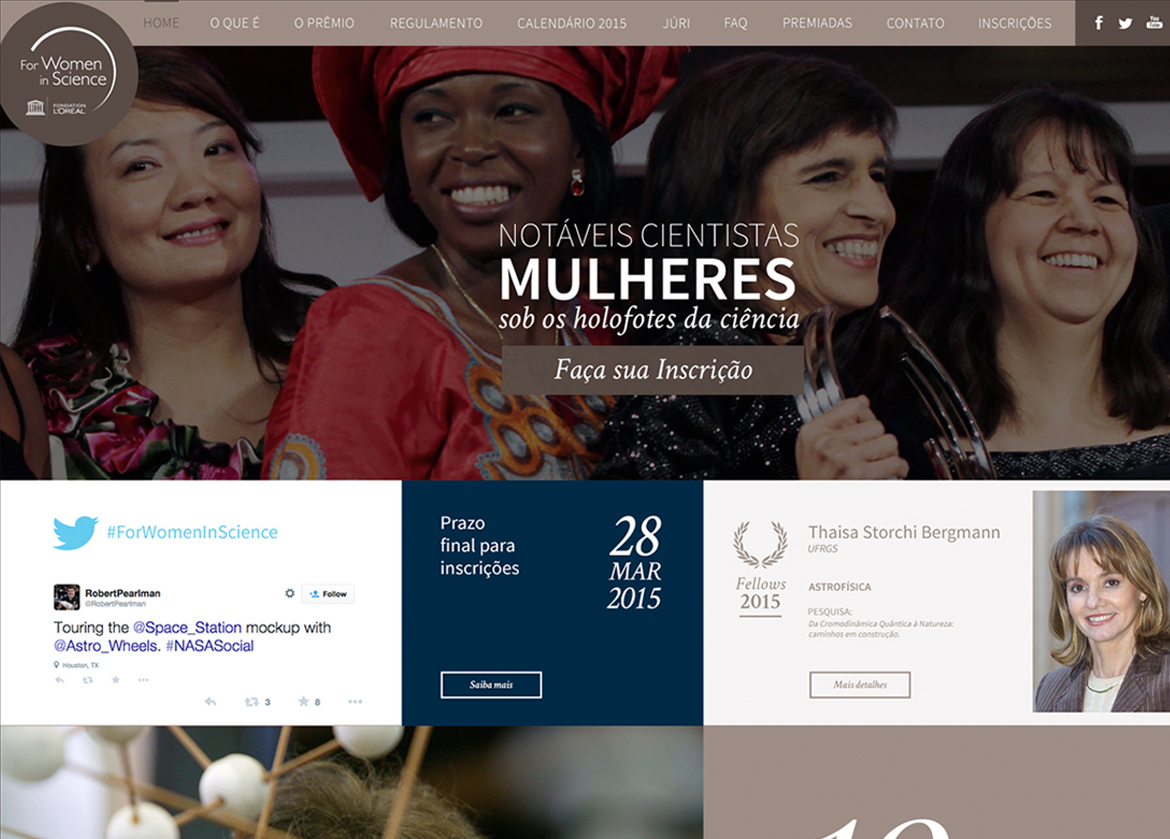 HOME
O QUE É
O PRÊMIO
REGULAMENTO
CALENDÁRIO 2015
JÚRI
FAQ
PREMIADAS
CONTATO
INSCRIÇÕES
You
Tube
For Women
in Science
FONDATION
L'ORÉAL
NOTÁVEIS CIENTISTAS
MULHERES
sob os holofotes da ciência
Faça sua Inscrição
#ForWomenInScience
RobertPearlman
@RobertPearlman
Follow
Touring the @Space_Station mockup with
@Astro_Wheels. #NASASocial
Houston, TX
3
8
Prazo
final para
inscrições
28
MAR
2015
Saiba mais
Fellows
2015
Thaisa Storchi Bergmann
UFRGS
ASTROFÍSICA
PESQUISA:
Da Cromodinâmica Quântica à Natureza:
caminhos em construção.
Mais detalhes